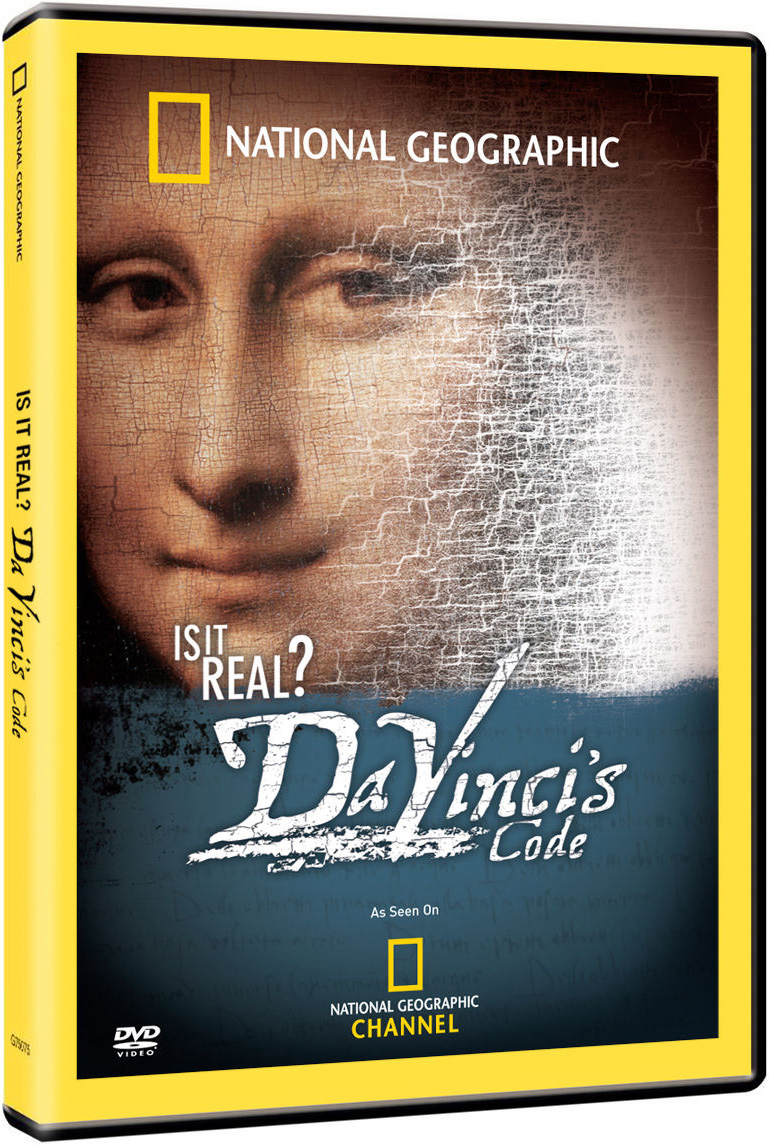 NATIONAL GEOGRAPHIC
IS IT REAL? Da Vinci's Code
G79075
NATIONAL GEOGRAPHIC
IS IT
REAL?
Da Vinci's
Code
As Seen On
NATIONAL GEOGRAPHIC
CHANNEL
DVD
VIDEO